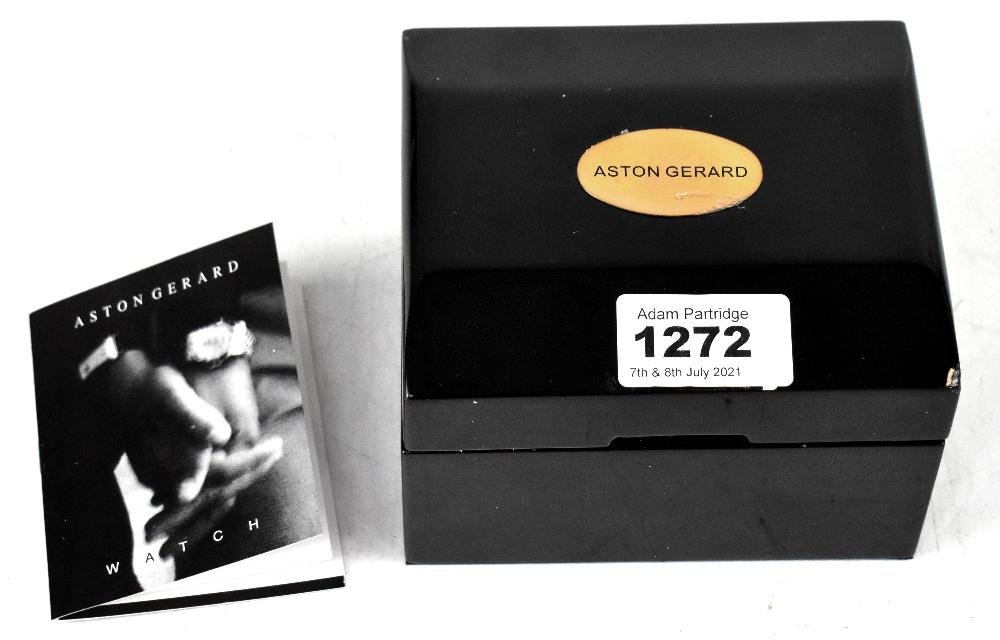 ASTON GERARD
WATCH
ASTON GERARD
Adam Partridge
1272
7th & 8th July 2021